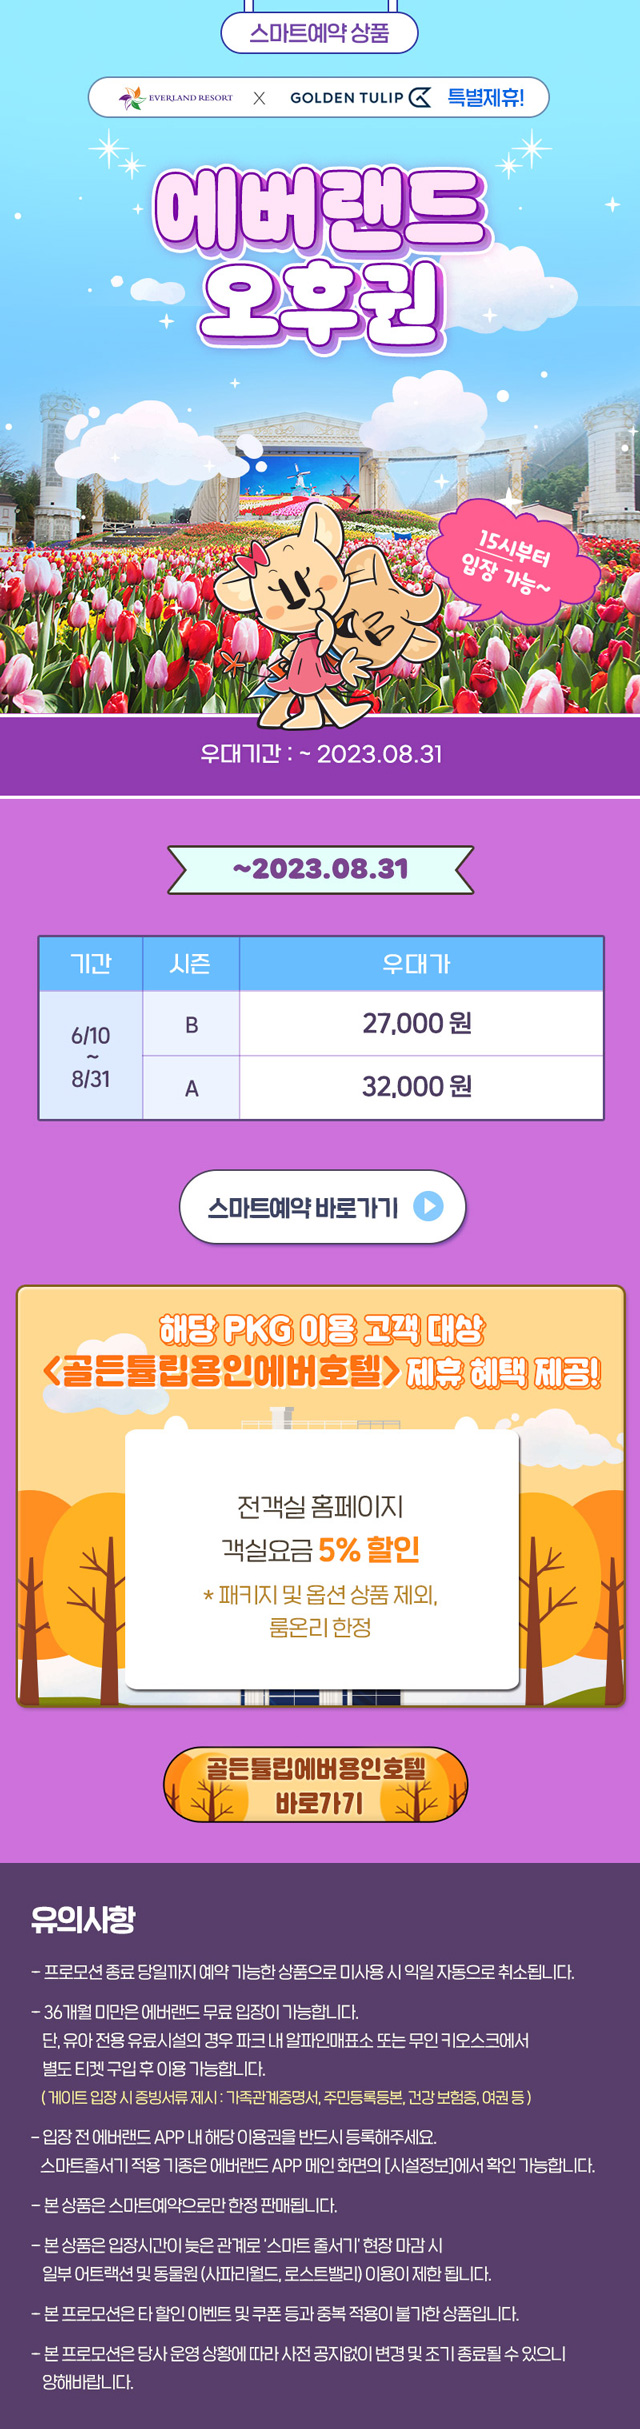 스마트예약 상품
EVERLAND RESORT X GOLDEN TULIP 특별제휴!
에버랜드
오후권
15시부터
입장 가능~
우대기간 : ~ 2023.08.31
~2023.08.31
기간 시즌 우대가
6/10
~
8/31
B 27,000 원
A 32,000 원
스마트예약 바로가기
해당 PKG 이용 고객 대상
<골든튤립용인에버호텔> 제휴 혜택 제공!
전객실 홈페이지
객실요금 5% 할인
* 패키지 및 옵션 상품 제외,
룸온리 한정
골든튤립에버용인호텔
바로가기
유의사항
- 프로모션 종료 당일까지 예약 가능한 상품으로 미사용 시 익일 자동으로 취소됩니다.
- 36개월 미만은 에버랜드 무료 입장이 가능합니다.
단, 유아 전용 유료시설의 경우 파크 내 알파인매표소 또는 무인 키오스크에서
별도 티켓 구입 후 이용 가능합니다.
( 게이트 입장 시 증빙서류 제시 : 가족관계증명서, 주민등록등본, 건강 보험증, 여권 등 )
- 입장 전 에버랜드 APP 내 해당 이용권을 반드시 등록해주세요.
스마트줄서기 적용 기종은 에버랜드 APP 메인 화면의 [시설정보]에서 확인 가능합니다.
- 본 상품은 스마트예약으로만 한정 판매됩니다.
- 본 상품은 입장시간이 늦은 관계로 '스마트 줄서기' 현장 마감 시
일부 어트랙션 및 동물원 (사파리월드, 로스트밸리) 이용이 제한 됩니다.
- 본 프로모션은 타 할인 이벤트 및 쿠폰 등과 중복 적용이 불가한 상품입니다.
- 본 프로모션은 당사 운영 상황에 따라 사전 공지없이 변경 및 조기 종료될 수 있으니
양해바랍니다.